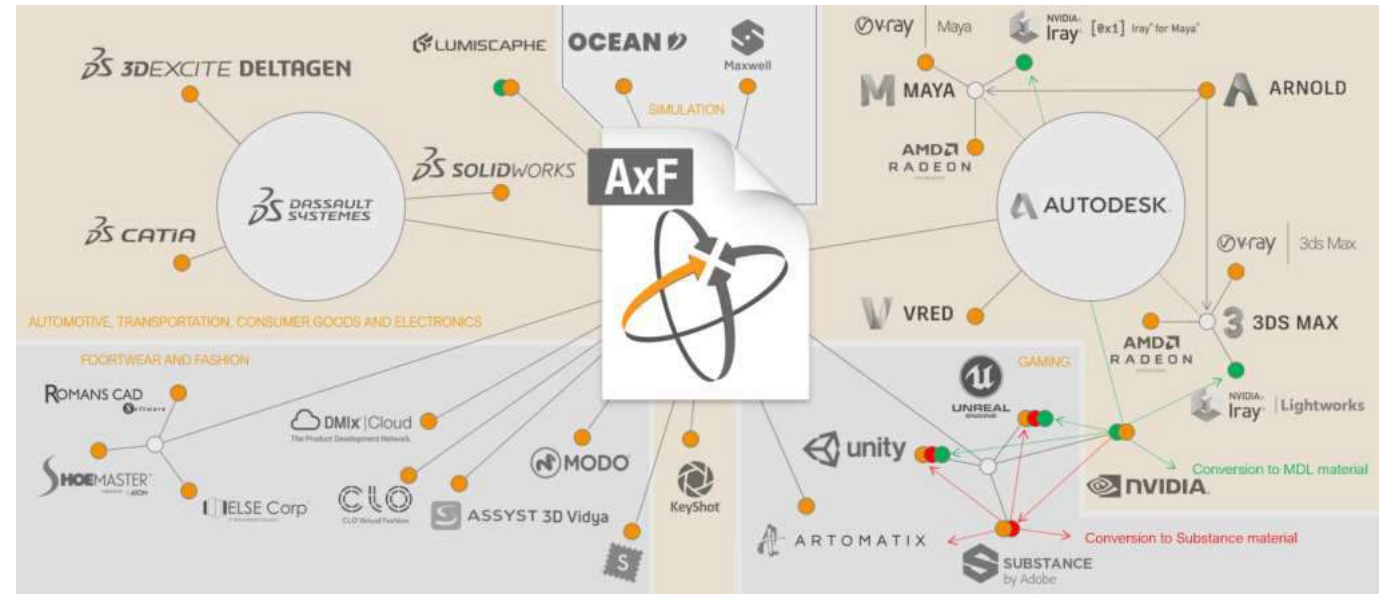 3DEXCITE DELTAGEN
LUMISCAPHE
OCEAN
Maxwell
SIMULATION
v-ray | Maya
NVIDIA.
Iray
[0x1] Iray for Maya
MAYA
ARNOLD
AMD
RADEON
AxF
SOLIDWORKS
DASSAULT
SYSTEMES
CATIA
AUTODESK.
v-ray | 3ds Max
VRED
3 3DS MAX
AMD
RADEON
AUTOMOTIVE, TRANSPORTATION, CONSUMER GOODS AND ELECTRONICS
FOORTWEAR AND FASHION
GAMING
ROMANS CAD
Software
DMIx | Cloud
The Product Development Network.
UNREAL
ENGINE
NVIDIA.
Iray | Lightworks
unity
SHOEMASTER
MODO
Conversion to MDL material
KeyShot
NVIDIA.
ELSE Corp
CLO
CLO Virtual Fashion
ASSYST 3D Vidya
ARTOMATIX
Conversion to Substance material
S
SUBSTANCE
by Adobe